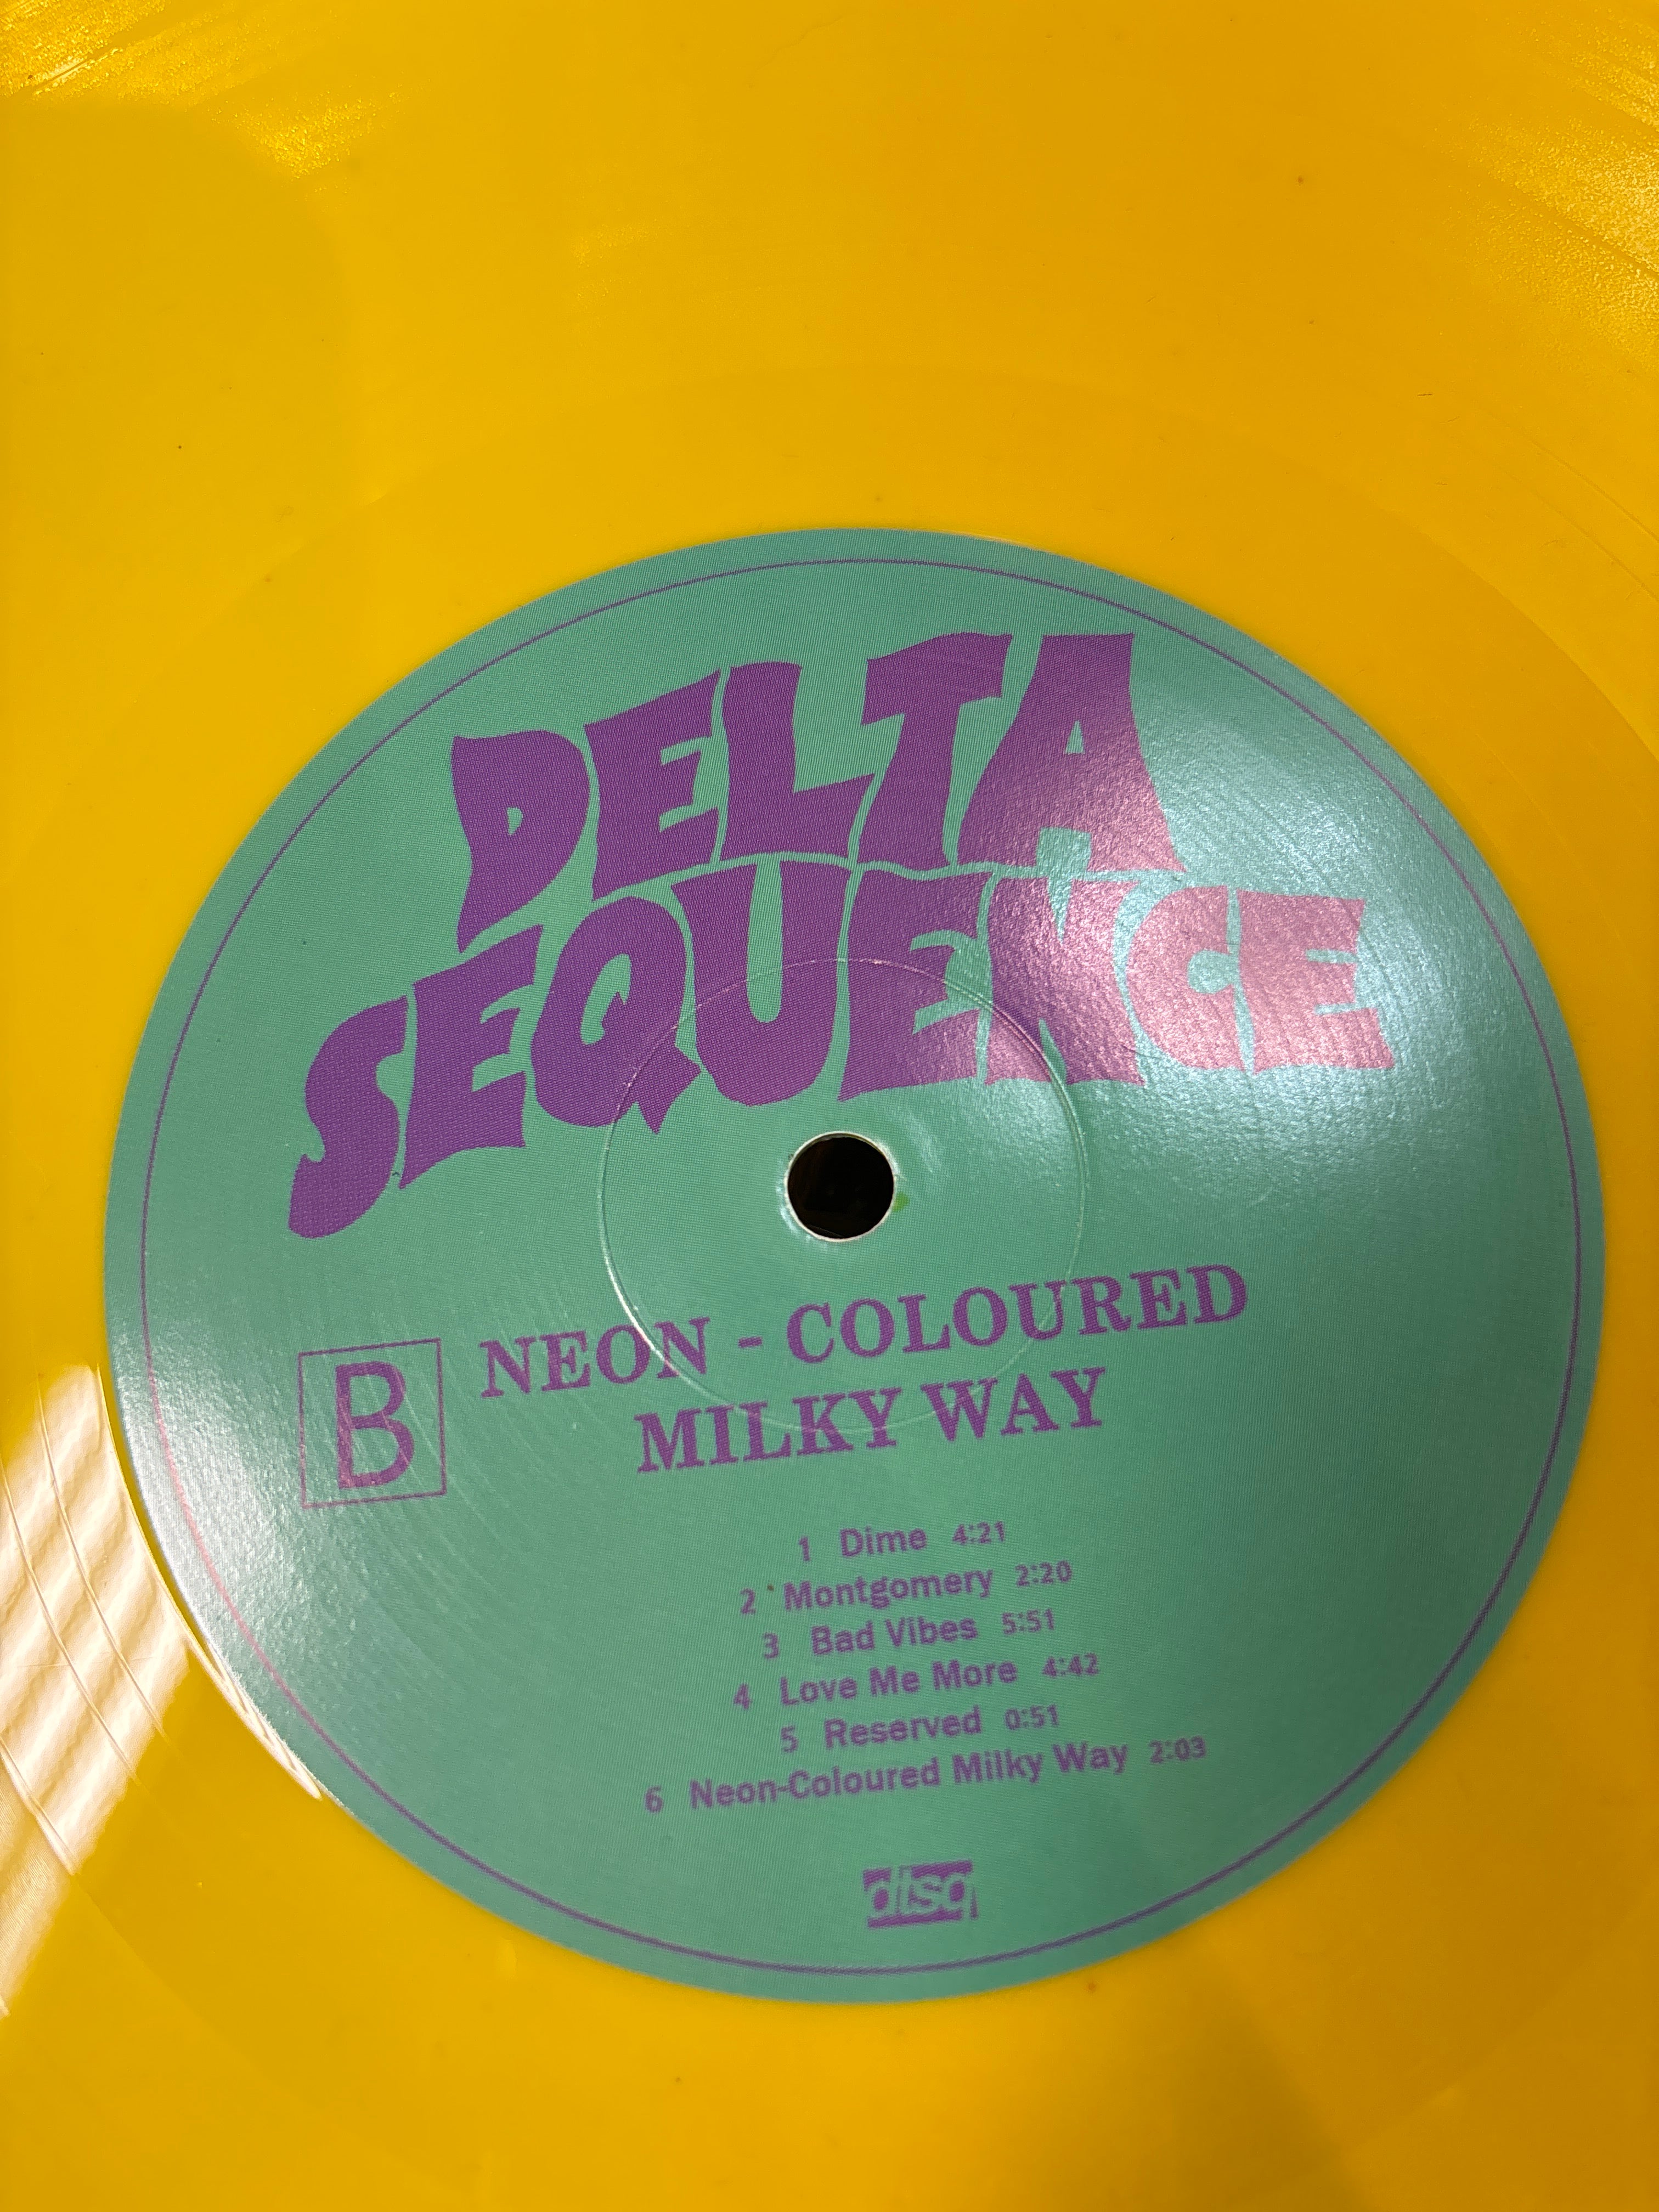 DELTA
SEQUENCE
B
NEON - COLOURED
MILKY WAY
1 Dime 4:21
2 Montgomery 2:20
3 Bad Vibes 5:51
4 Love Me More 4:42
5 Reserved 0:51
6 Neon-Coloured Milky Way 2:03
dtsq